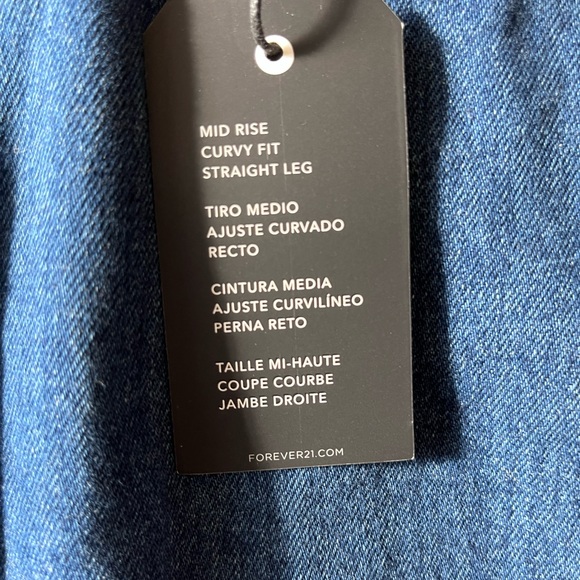 MID RISE
CURVY FIT
STRAIGHT LEG
TIRO MEDIO
AJUSTE CURVADO
RECTO
CINTURA MEDIA
AJUSTE CURVILÍNEO
PERNA RETO
TAILLE MI-HAUTE
COUPE COURBE
JAMBE DROITE
FOREVER21.COM